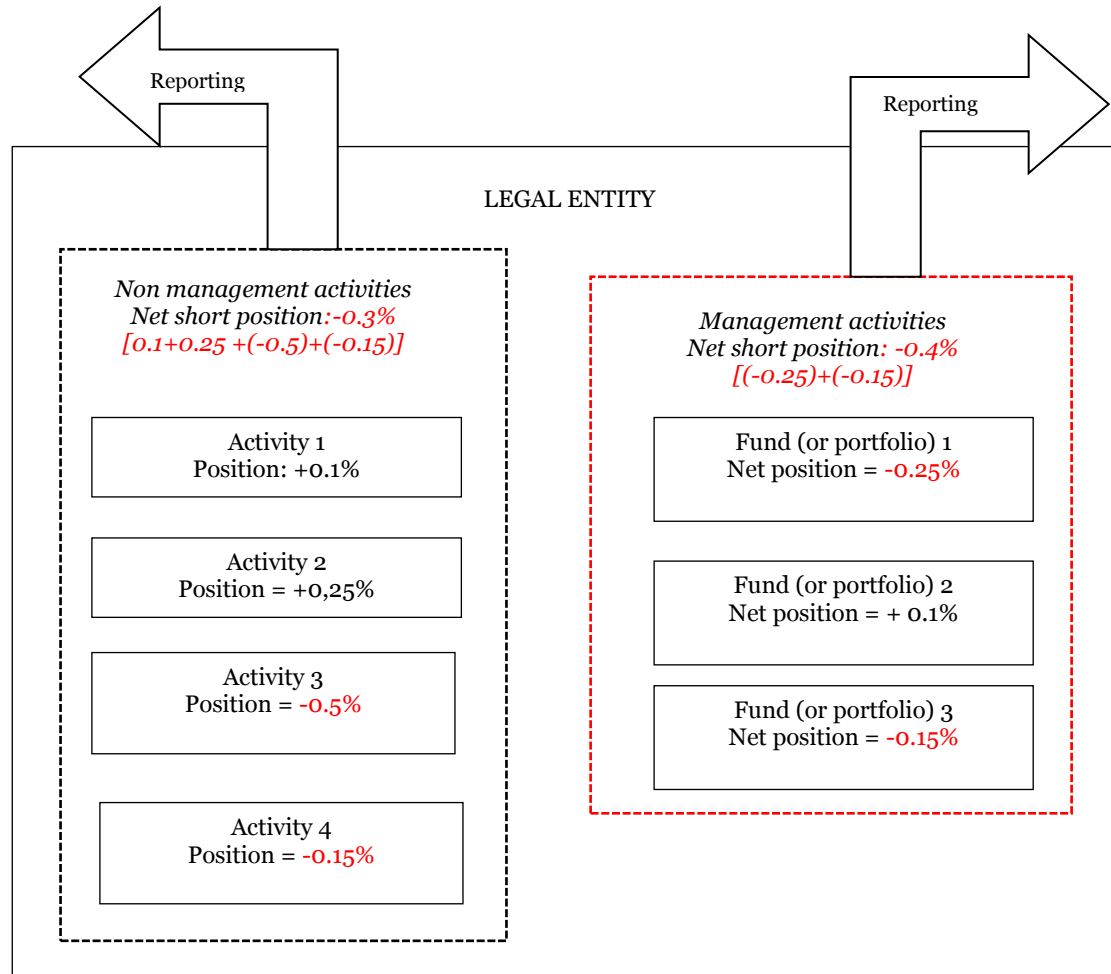 Reporting
Reporting
LEGAL ENTITY
Non management activities
Net short position:-0.3%
[0.1+0.25 +(-0.5)+(-0.15)]
Activity 1
Position: +0.1%
Activity 2
Position = +0,25%
Activity 3
Position = -0.5%
Activity 4
Position = -0.15%
Management activities
Net short position: -0.4%
[(-0.25)+(-0.15)]
Fund (or portfolio) 1
Net position = -0.25%
Fund (or portfolio) 2
Net position = + 0.1%
Fund (or portfolio) 3
Net position = -0.15%